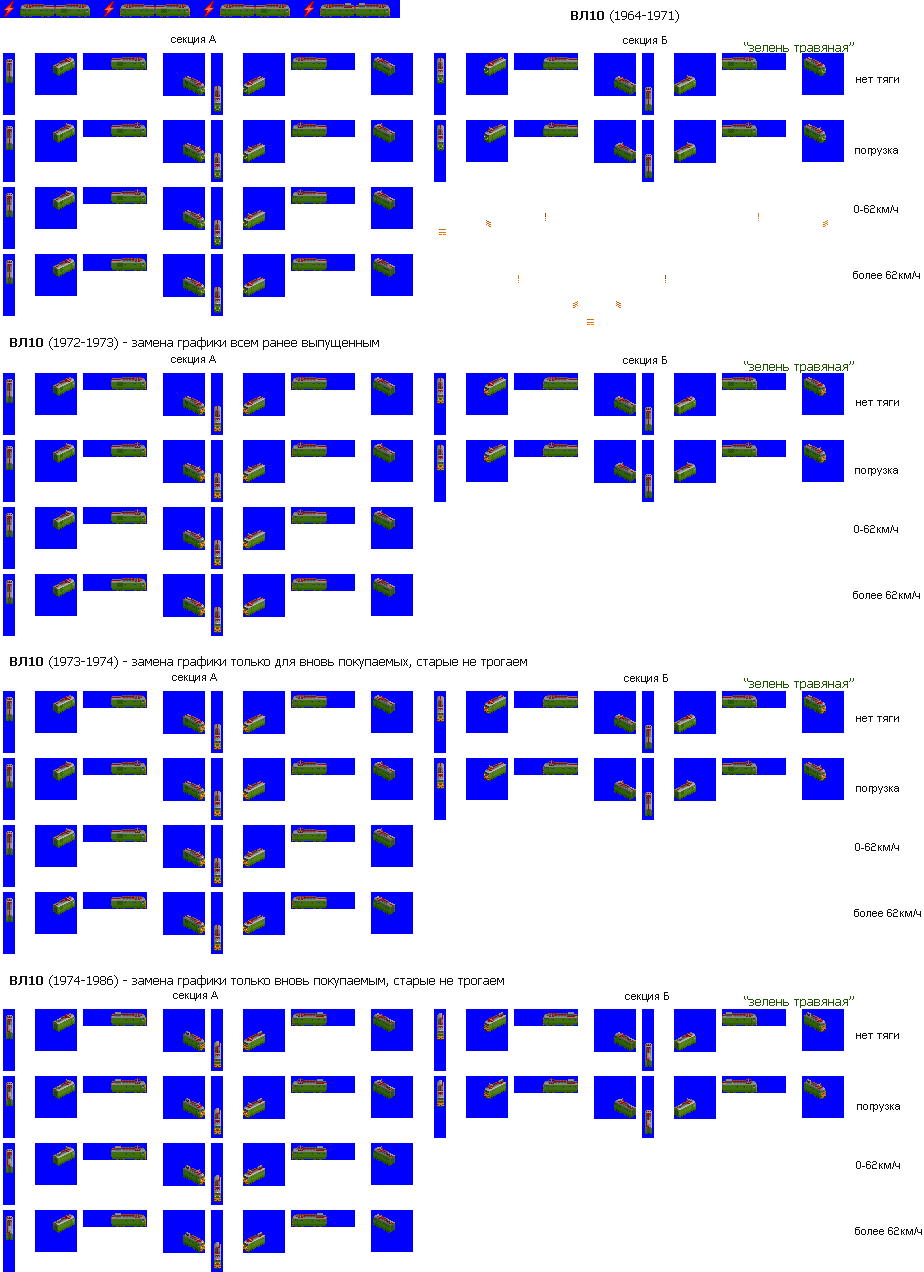 ВЛ10 (1964-1971)
секция А
секция Б
"зелень травяная"
нет тяги
погрузка
0-62км/ч
более 62км/ч
ВЛ10 (1972-1973) - замена графики всем ранее выпущенным
секция А
секция Б
"зелень травяная"
нет тяги
погрузка
0-62км/ч
более 62км/ч
ВЛ10 (1973-1974) - замена графики только для вновь покупаемых, старые не трогаем
секция А
секция Б
"зелень травяная"
нет тяги
погрузка
0-62км/ч
более 62км/ч
ВЛ10 (1974-1986) - замена графики только вновь покупаемым, старые не трогаем
секция А
секция Б
"зелень травяная"
нет тяги
погрузка
0-62км/ч
более 62км/ч